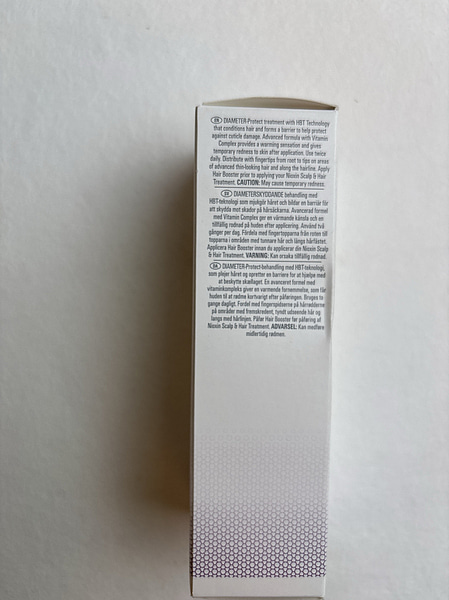 EN DIAMETER-Protect treatment with HBT Technology
that conditions hair and forms a barrier to help protect
against cuticle damage. Advanced formula with Vitamin
Complex provides a warming sensation and gives
temporary redness to skin after application. Use twice
daily. Distribute with fingertips from root to tips on areas
of advanced thin-looking hair and along the hairline. Apply
Hair Booster prior to applying your Nioxin Scalp & Hair
Treatment. CAUTION: May cause temporary redness.
SV DIAMETERSKYDDANDE behandling med
HBT-teknologi som mjukgör håret och bildar en barriär för
att skydda mot skador på hårsäckarna. Avancerad formel
med Vitamin Complex ger en värmande känsla och en
tillfällig rodnad på huden efter applicering. Använd två
gånger per dag. Fördela med fingertopparna från roten till
topparna i områden med tunnare hår och längs hårfästet.
Applicera Hair Booster innan du applicerar din Nioxin Scalp
& Hair Treatment. VARNING: Kan orsaka tillfällig rodnad.
DA DIAMETER-Protect-behandling med HBT-teknologi,
som plejer håret og opretter en barriere for at hjælpe med
at beskytte skællaget. En avanceret formel med
vitaminkompleks giver en varmende fornemmelse, som får
huden til at rødme kortvarigt efter påføringen. Bruges to
gange dagligt. Fordel med fingerspidserne på hårrødderne
på områder med fremskredent, tyndt udseende hår og
langs med hårlinjen. Påfør Hair Booster før påføring af
Nioxin Scalp & Hair Treatment. ADVARSEL: Kan medføre
midlertidig rødmen.